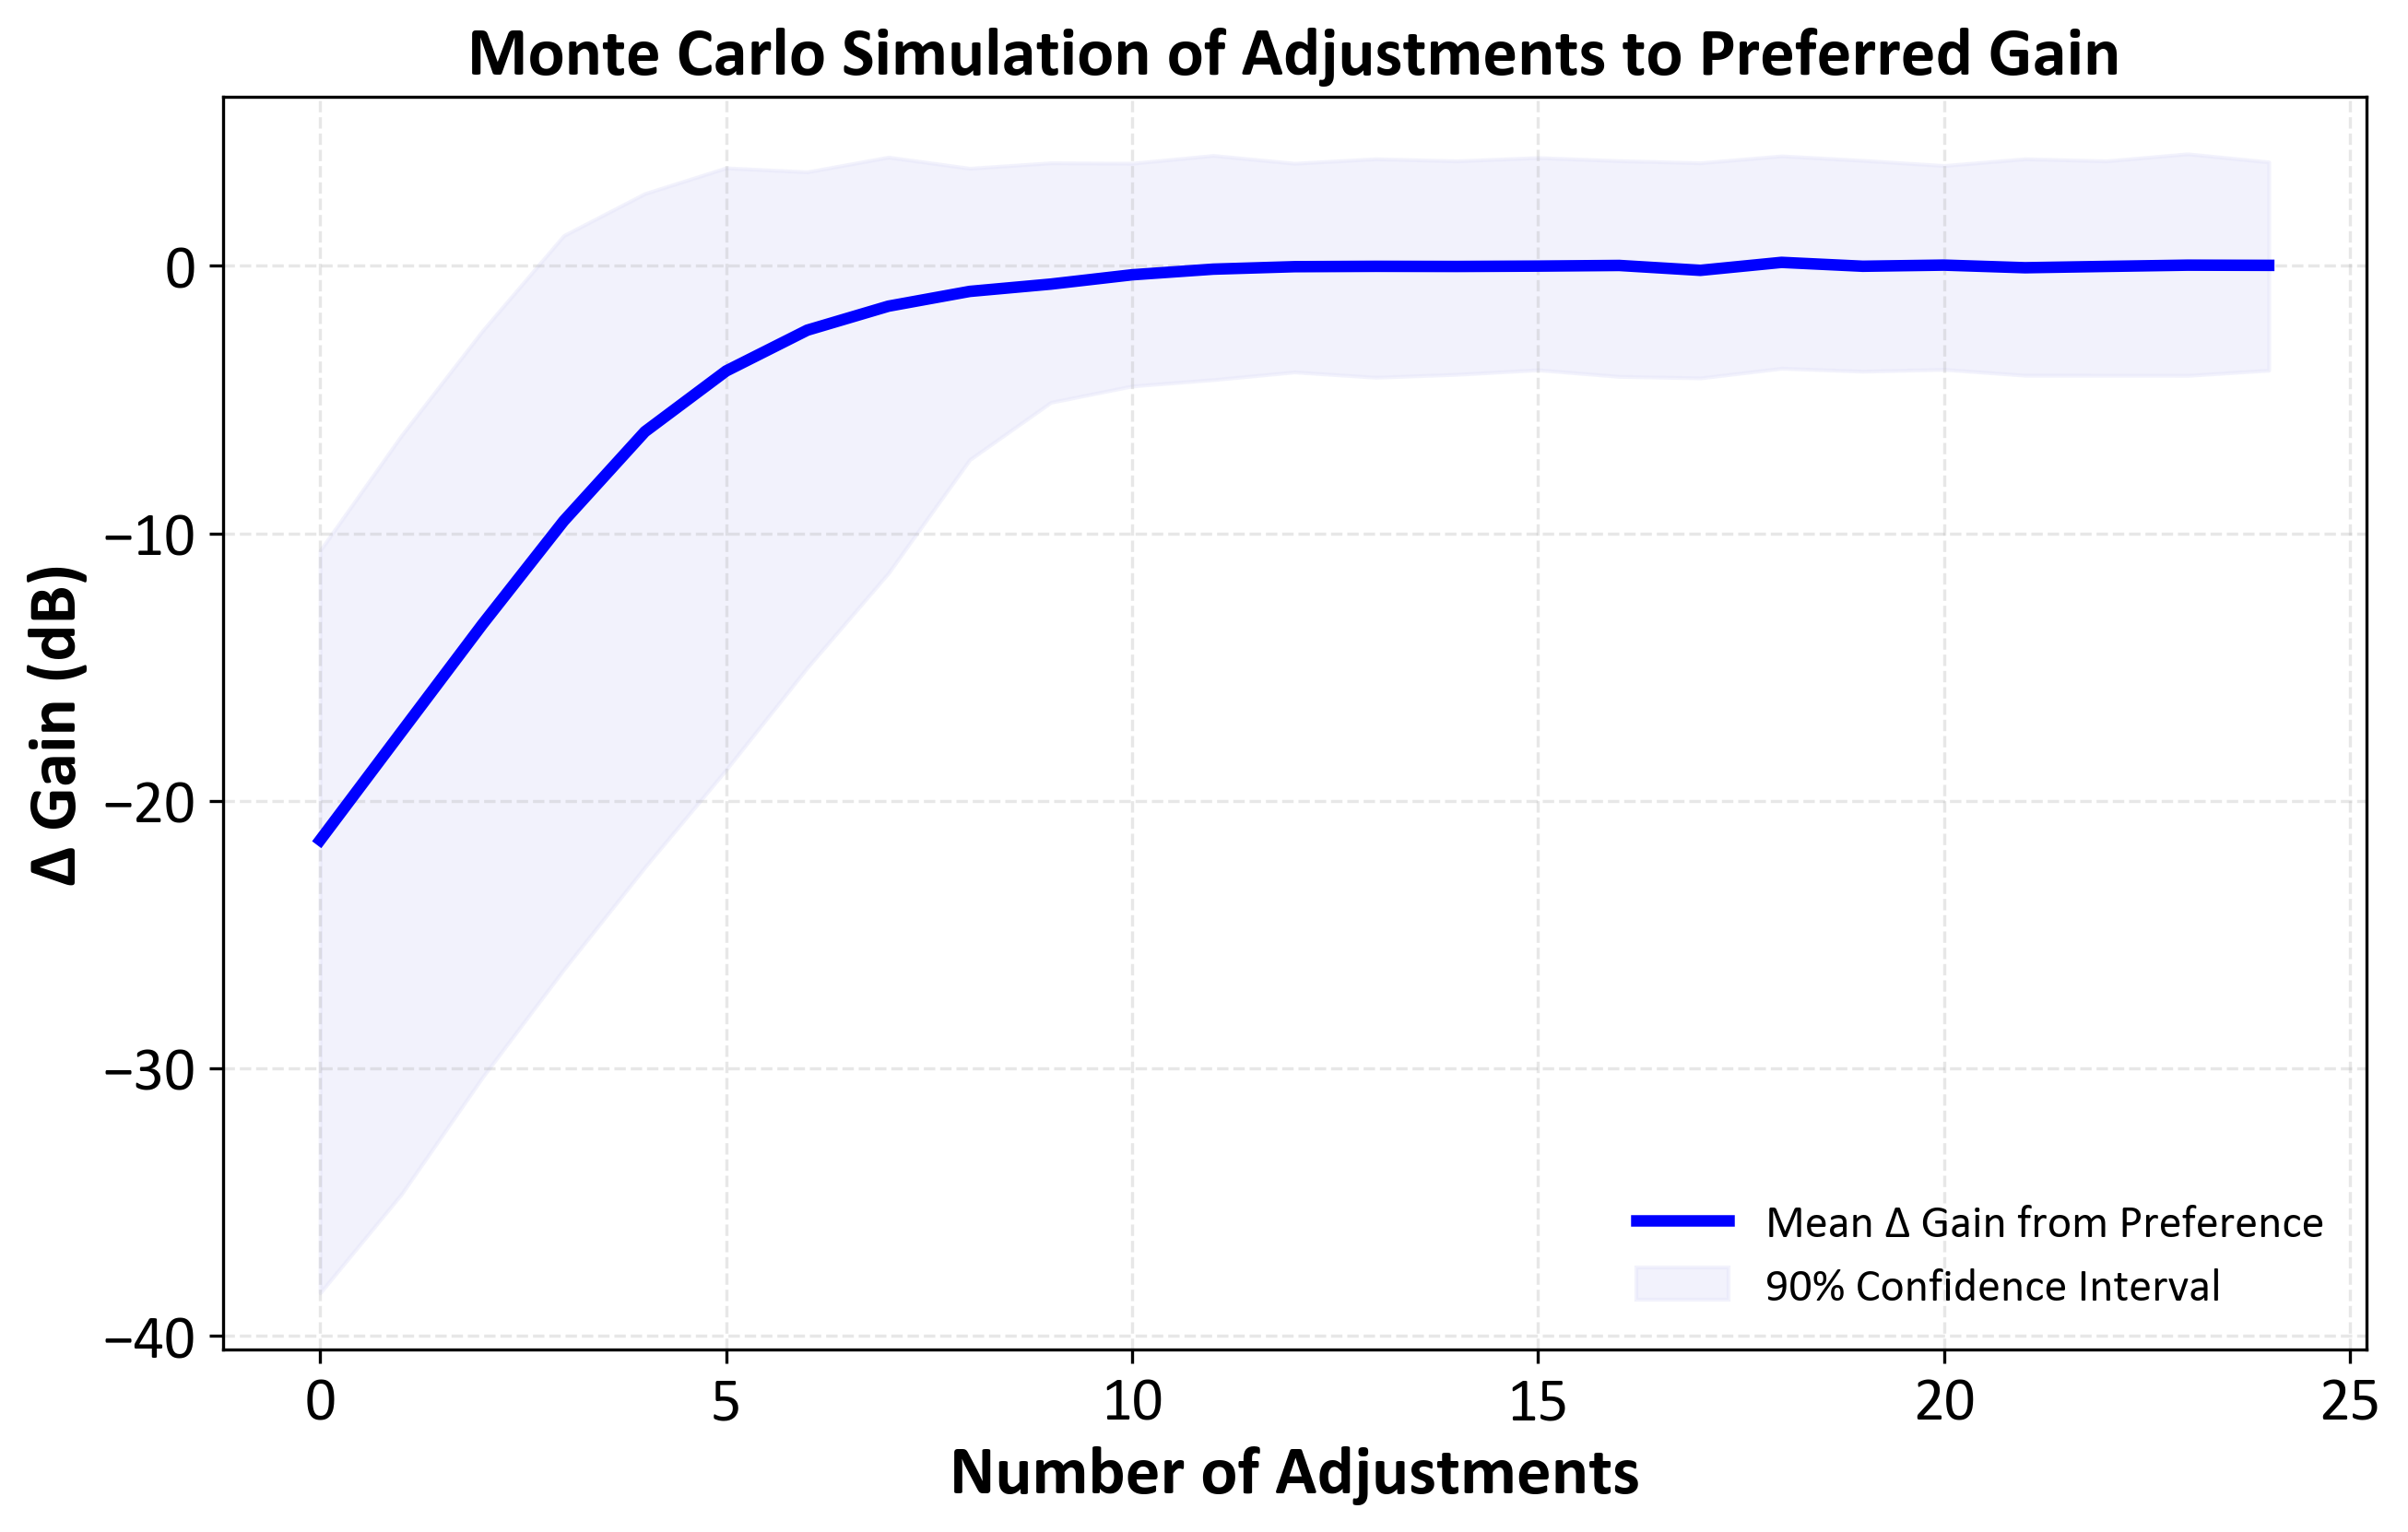 Monte Carlo Simulation of Adjustments to Preferred Gain
Δ Gain (dB)
0
−10
−20
−30
−40
Mean Δ Gain from Preference
90% Confidence Interval
0 5 10 15 20 25
Number of Adjustments